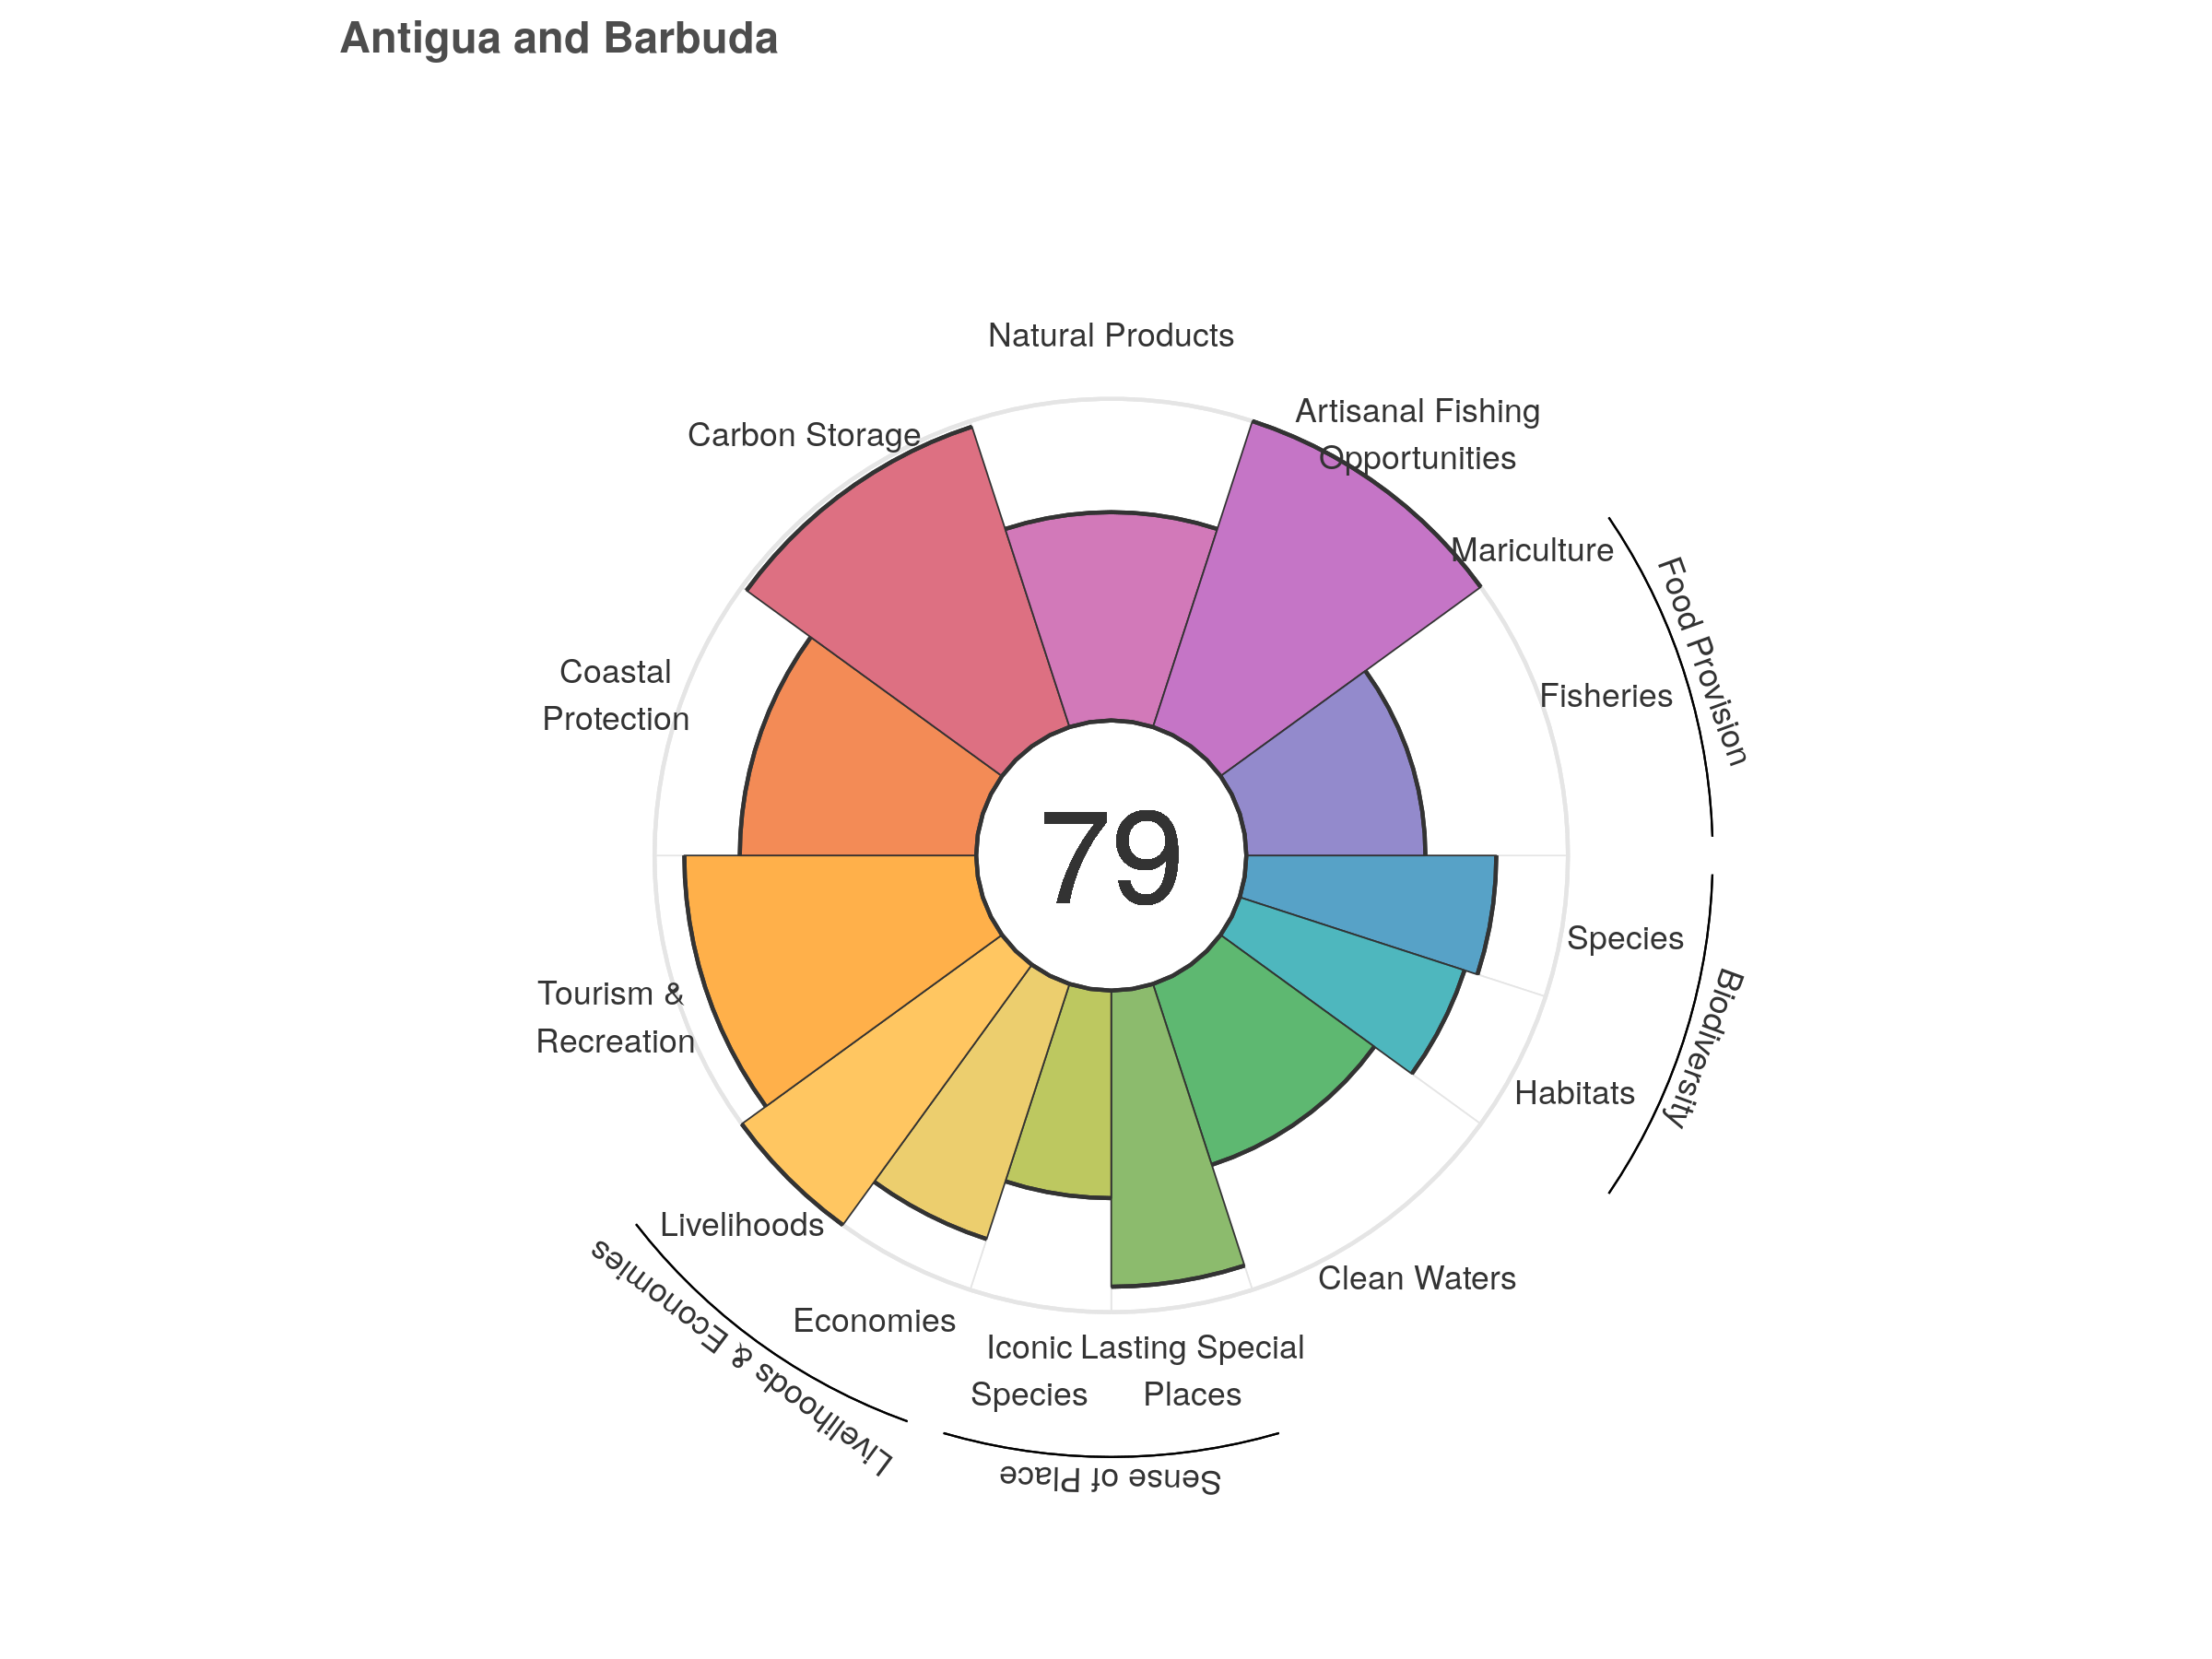 Antigua and Barbuda
Natural Products
Artisanal Fishing
Opportunities
Carbon Storage
Mariculture
Food Provision
Fisheries
Coastal
Protection
79
Species
Biodiversity
Habitats
Tourism &
Recreation
Clean Waters
Livelihoods
Livelihoods & Economies
Economies
Iconic
Species
Lasting Special
Places
Sense of Place